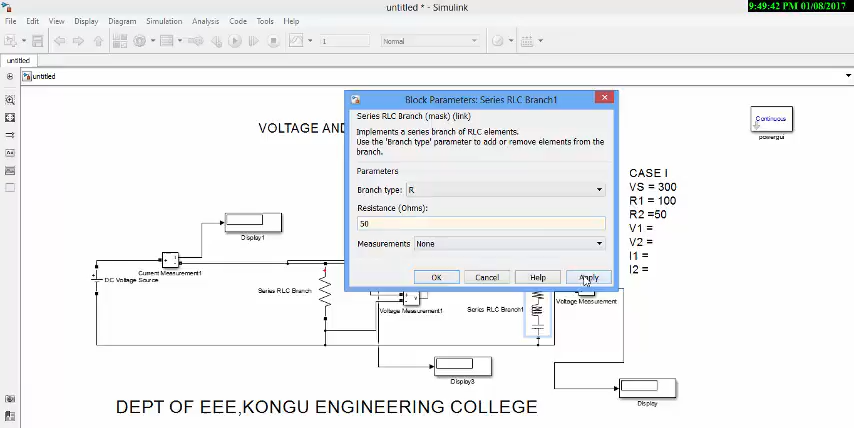 untitled * - Simulink
9:49:42 PM 01/08/2017
File Edit View Display Diagram Simulation Analysis Code Tools Help
1
Normal
untitled
untitled
Block Parameters: Series RLC Branch1
Series RLC Branch (mask) (link)
Implements a series branch of RLC elements.
Use the 'Branch type' parameter to add or remove elements from the
branch.
Parameters
Branch type: R
Resistance (Ohms):
50
Measurements None
OK Cancel Help Apply
VOLTAGE AND
Continuous
powergui
CASE I
VS = 300
R1 = 100
R2 =50
V1 =
V2 =
I1 =
I2 =
Display1
Current Measurement1
DC Voltage Source
Series RLC Branch
Voltage Measurement1
Series RLC Branch1
Voltage Measurement
Display3
Display
DEPT OF EEE,KONGU ENGINEERING COLLEGE